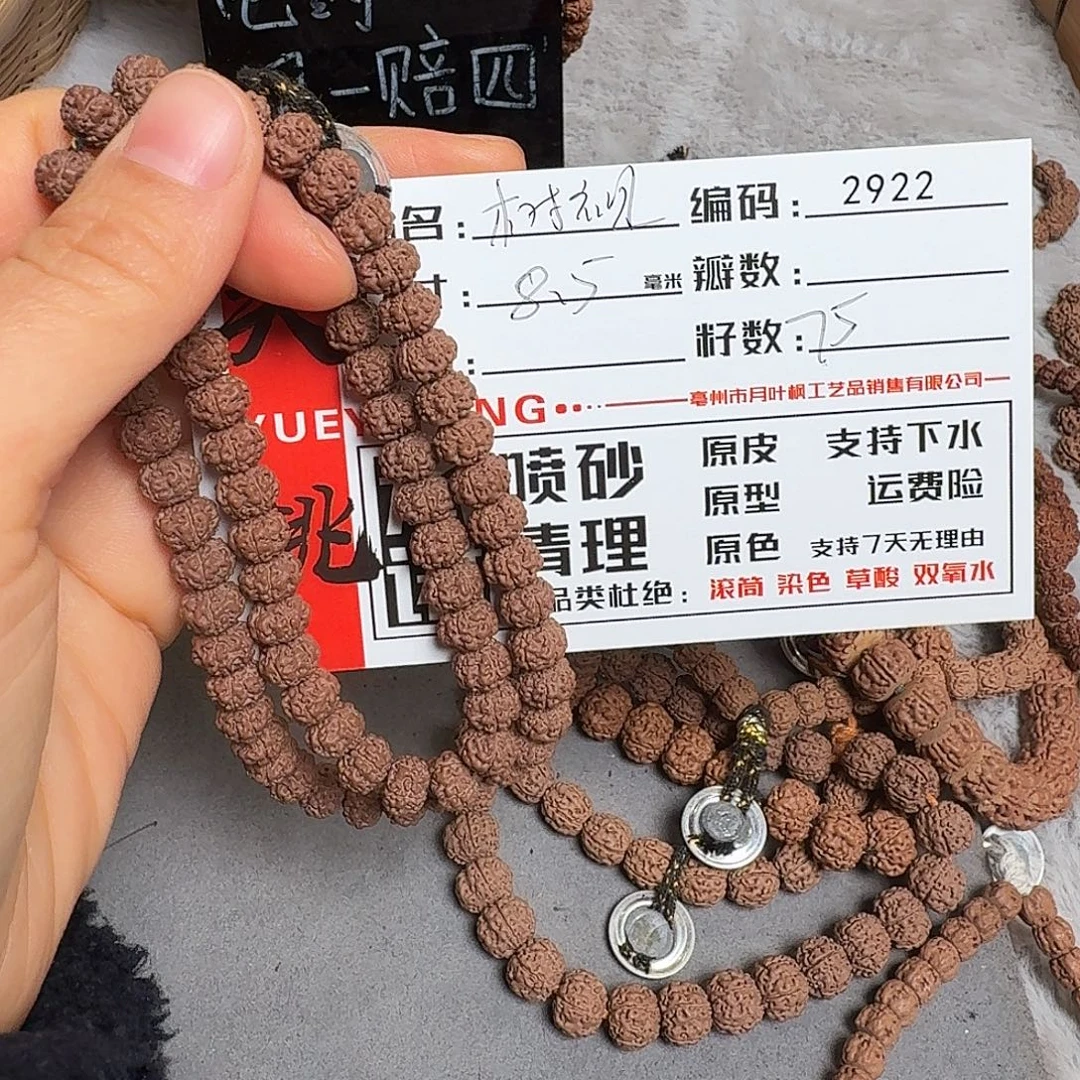 一赔四
名: 编码: 2922
: 8.5 毫米 瓣数:
: 籽数: 75
亳州市月叶枫工艺品销售有限公司
YUEY NG
喷砂 原皮 支持下水
清理 原型 运费险
原色 支持7天无理由
品类杜绝: 滚筒 染色 草酸 双氧水